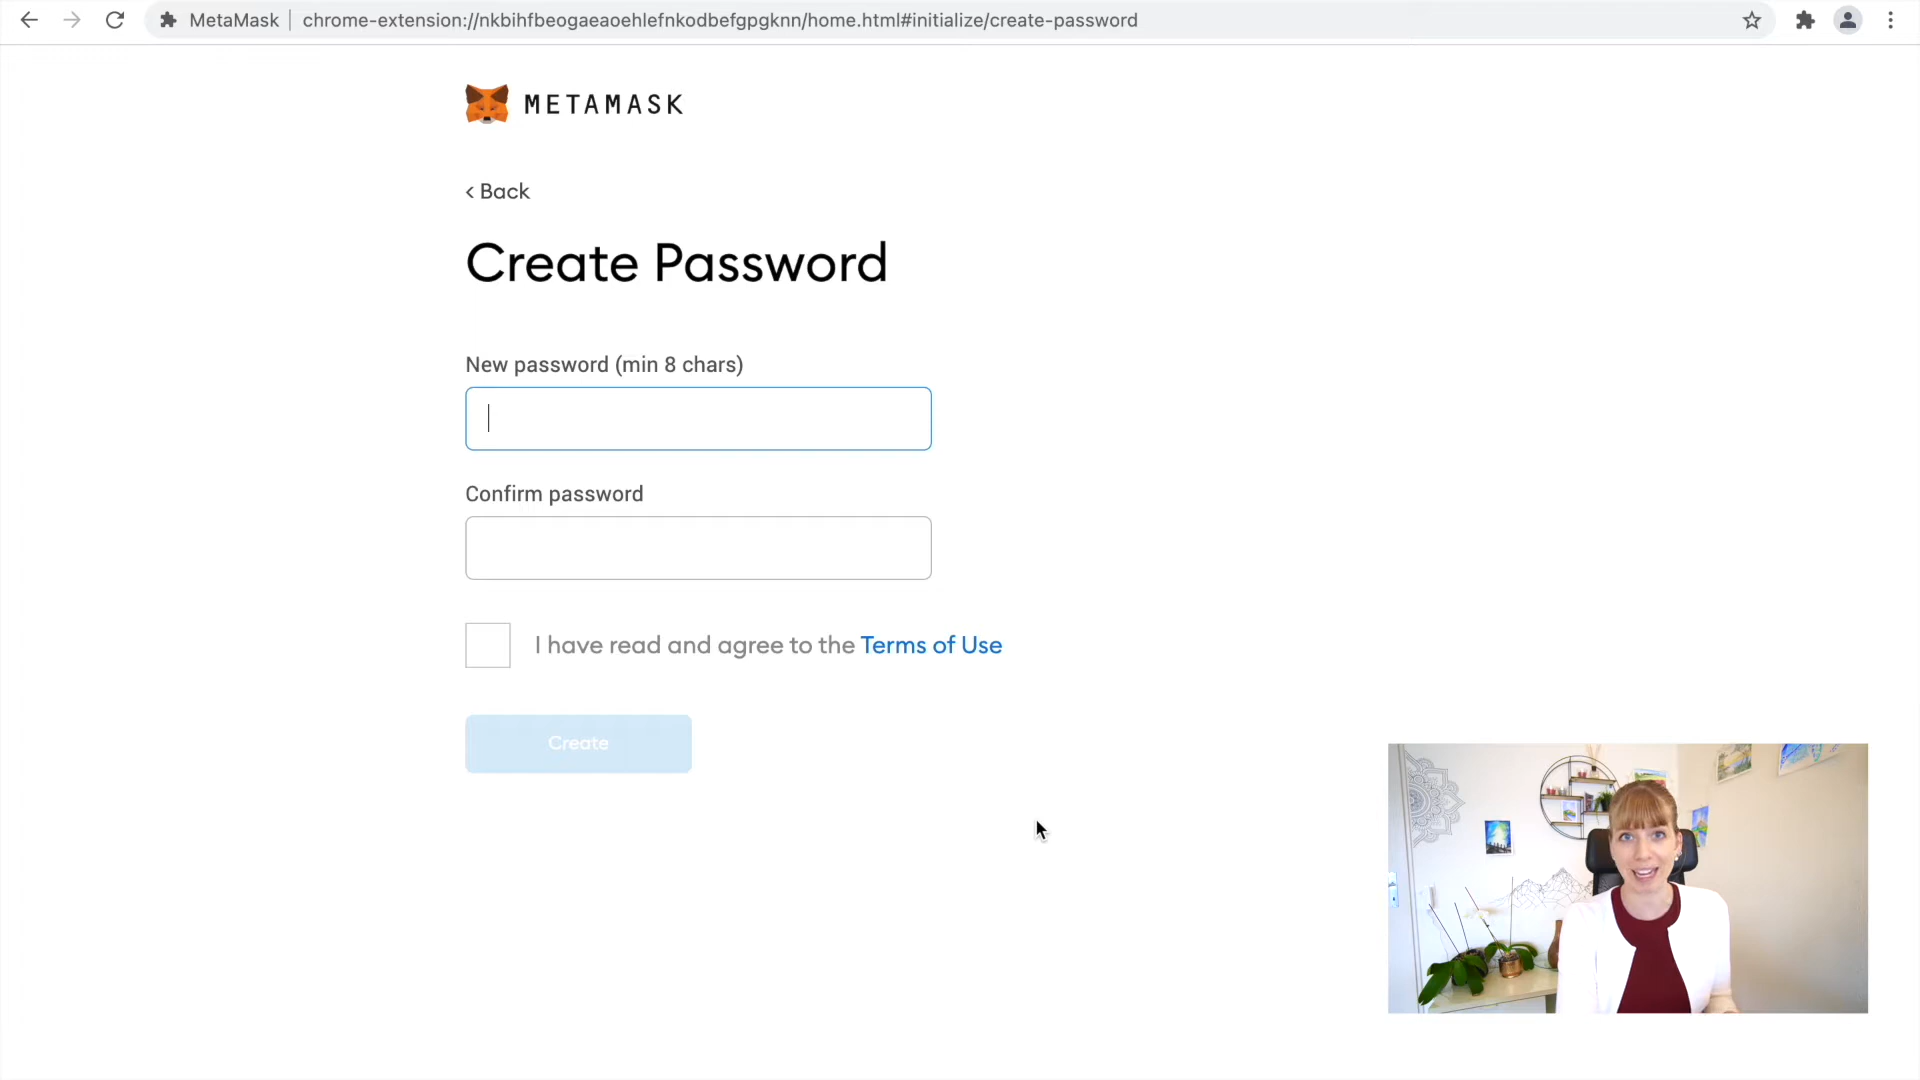 MetaMask chrome-extension://nkbihfbeogaeaoehlefnkodbefgpgknn/home.html#initialize/create-password
METAMASK
< Back
Create Password
New password (min 8 chars)
Confirm password
I have read and agree to the Terms of Use
Create